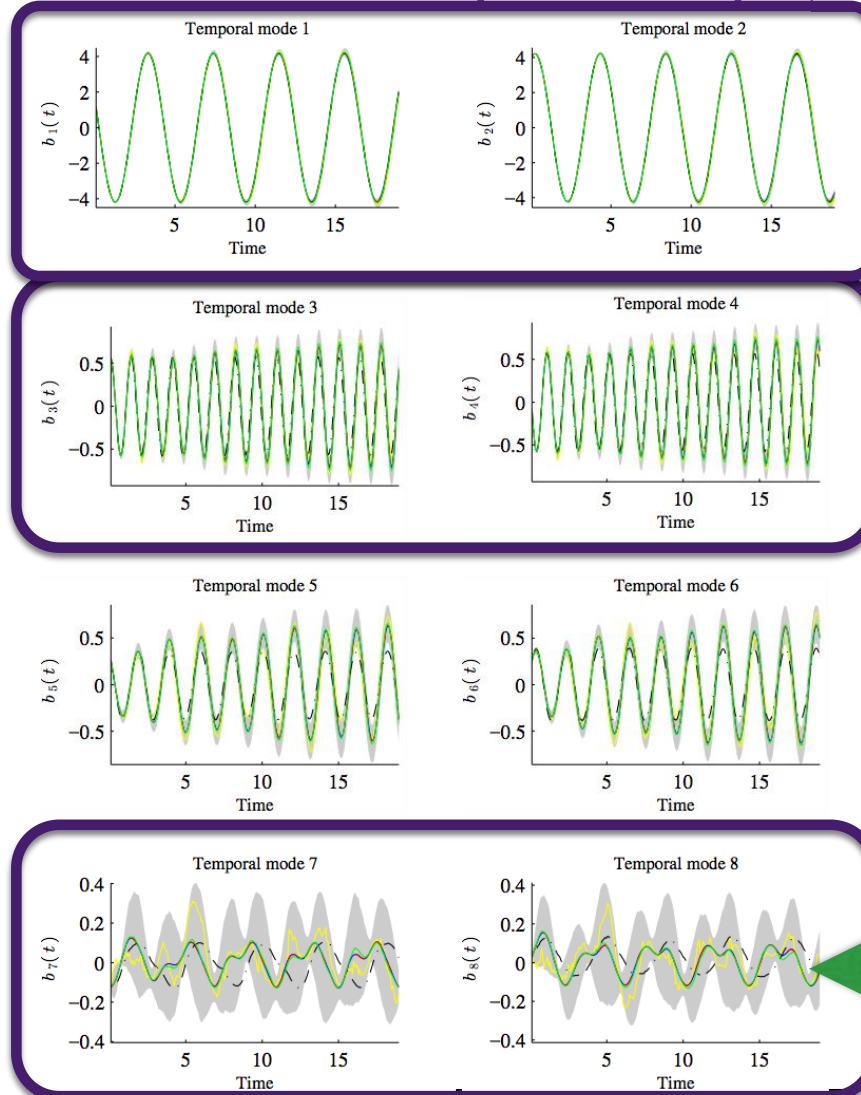 Temporal mode 1
Temporal mode 2
4
2
0
−2
−4
b₁(t)
5
10
15
Time
4
2
0
−2
−4
b₂(t)
5
10
15
Time
Temporal mode 3
Temporal mode 4
0.5
0
−0.5
b₃(t)
5
10
15
Time
0.5
0
−0.5
b₄(t)
5
10
15
Time
Temporal mode 5
Temporal mode 6
0.5
0
−0.5
b₅(t)
5
10
15
Time
0.5
0
−0.5
b₆(t)
5
10
15
Time
Temporal mode 7
Temporal mode 8
0.4
0.2
0
−0.2
−0.4
b₇(t)
5
10
15
Time
0.4
0.2
0
−0.2
−0.4
b₈(t)
5
10
15
Time